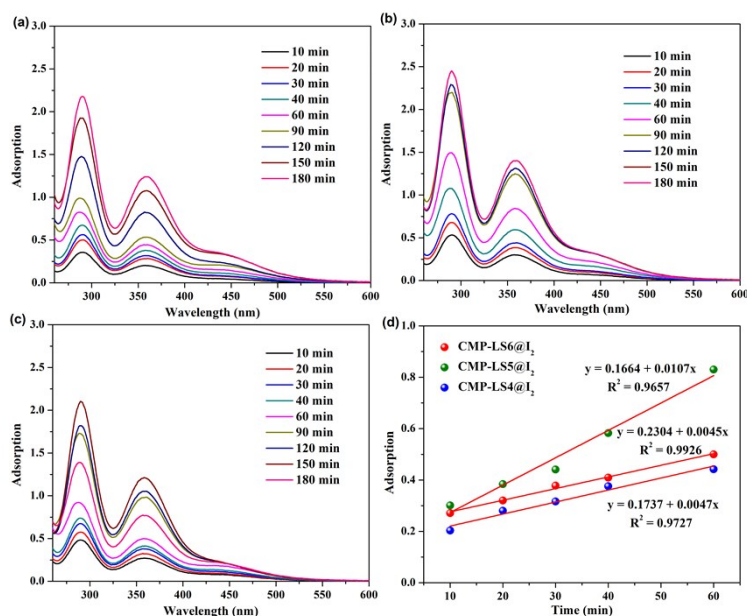 (a)
10 min
20 min
30 min
40 min
60 min
90 min
120 min
150 min
180 min
3.0
2.5
2.0
1.5
1.0
0.5
0.0
Adsorption
300 350 400 450 500 550 600
Wavelength (nm)
(b)
10 min
20 min
30 min
40 min
60 min
90 min
120 min
150 min
180 min
3.0
2.5
2.0
1.5
1.0
0.5
0.0
Adsorption
300 350 400 450 500 550 600
Wavelength (nm)
(c)
10 min
20 min
30 min
40 min
60 min
90 min
120 min
150 min
180 min
3.0
2.5
2.0
1.5
1.0
0.5
0.0
Adsorption
300 350 400 450 500 550 600
Wavelength (nm)
(d)
CMP-LS6@I₂
CMP-LS5@I₂
CMP-LS4@I₂
y = 0.1664 + 0.0107x
R² = 0.9657
y = 0.2304 + 0.0045x
R² = 0.9926
y = 0.1737 + 0.0047x
R² = 0.9727
1.0
0.8
0.6
0.4
0.2
0.0
Adsorption
10 20 30 40 50 60
Time (min)